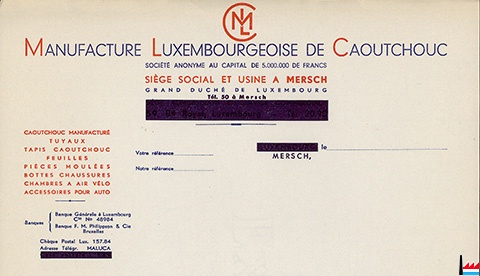 MANUFACTURE LUXEMBOURGEOISE DE CAOUTCHOUC
SOCIÉTÉ ANONYME AU CAPITAL DE 5.000.000 DE FRANCS
SIÈGE SOCIAL ET USINE A MERSCH
GRAND DUCHÉ DE LUXEMBOURG
Tél. 50 à Mersch
Royal, Luxembourg
CAOUTCHOUC MANUFACTURÉ
TUYAUX
TAPIS CAOUTCHOUC
FEUILLES
PIÈCES MOULÉES
BOTTES CHAUSSURES
CHAMBRES A AIR VÉLO
ACCESSOIRES POUR AUTO
Votre référence
Notre référence
LUXEMBOURG le
MERSCH,
Banques
Banque Générale à Luxembourg
Cte No 48984
Banque F. M. Philippson & Cie
Bruxelles
Chèque Postal Lux. 157.84
Adresse Télégr. MALUCA